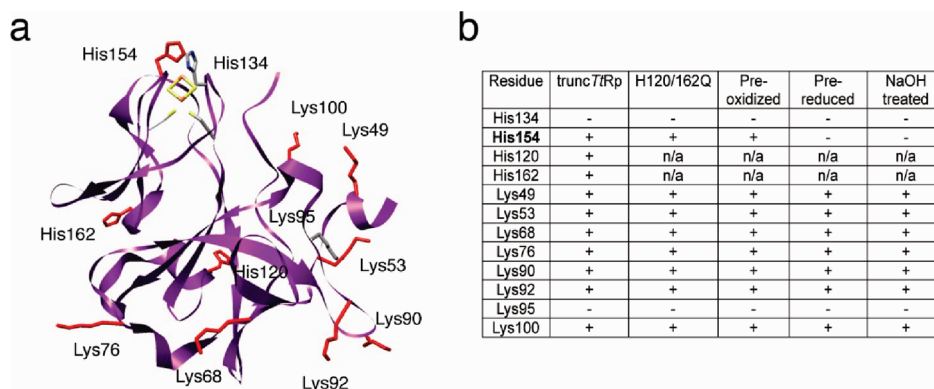 a
His154
His134
Lys100
Lys49
Lys95
His162
His120
Lys53
Lys76
Lys68
Lys90
Lys92
b
Residue truncTtRp H120/162Q Pre-oxidized Pre-reduced NaOH treated
His134 - - - - -
His154 + + + - -
His120 + n/a n/a n/a n/a
His162 + n/a n/a n/a n/a
Lys49 + + + + +
Lys53 + + + + +
Lys68 + + + + +
Lys76 + + + + +
Lys90 + + + + +
Lys92 + + + + +
Lys95 - - - - -
Lys100 + + + + +